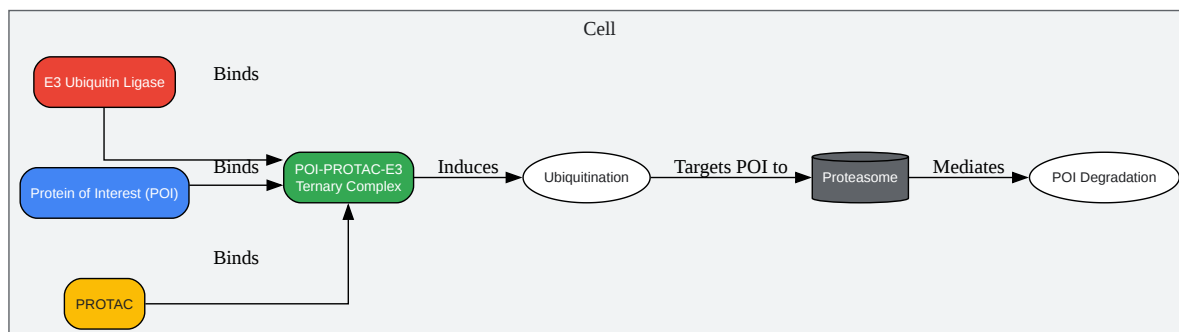 Cell
E3 Ubiquitin Ligase
Binds
Protein of Interest (POI)
Binds
POI-PROTAC-E3
Ternary Complex
Induces
Ubiquitination
Targets POI to
Proteasome
Mediates
POI Degradation
Binds
PROTAC